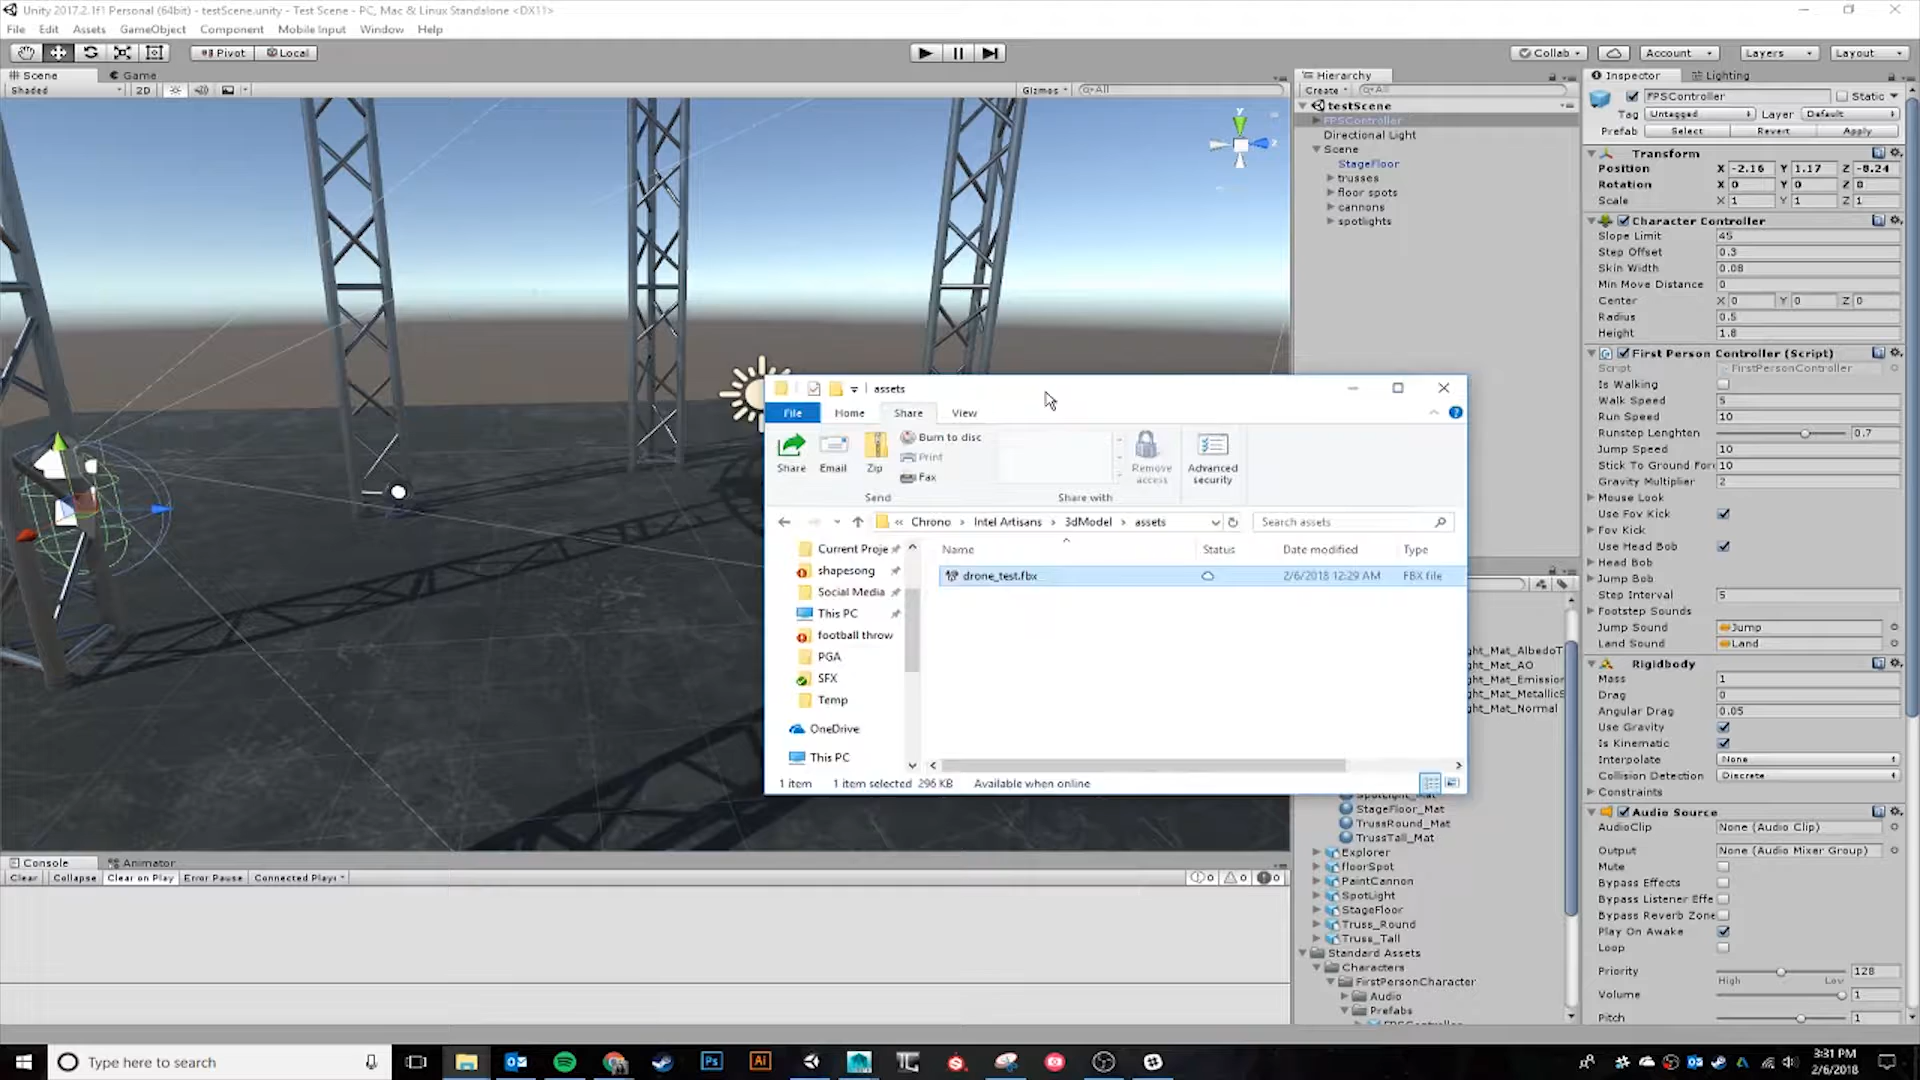 Unity 2017.2.1f1 Personal (64bit) - testScene.unity - Test Scene - PC, Mac & Linux Standalone <DX11>
File Edit Assets GameObject Component Mobile Input Window Help
Pivot Local
Collab Account Layers Layout
Scene Game
Shaded 2D Gizmos All
Hierarchy
Create All
testScene
FPSController
Directional Light
Scene
StageFloor
trusses
floor spots
cannons
spotlights
Inspector Lighting
FPSController Static
Tag Untagged Layer Default
Prefab Select Revert Apply
Transform
Position X -2.16 Y 1.17 Z -8.24
Rotation X 0 Y 0 Z 0
Scale X 1 Y 1 Z 1
Character Controller
Slope Limit 45
Step Offset 0.3
Skin Width 0.08
Min Move Distance 0
Center X 0 Y 0 Z 0
Radius 0.5
Height 1.8
First Person Controller (Script)
Script FirstPersonController
Is Walking
Walk Speed 5
Run Speed 10
Runstep Lenghten 0.7
Jump Speed 10
Stick To Ground For 10
Gravity Multiplier 2
Mouse Look
Use Fov Kick
Fov Kick
Use Head Bob
Head Bob
Jump Bob
Step Interval 5
Footstep Sounds
Jump Sound Jump
Land Sound Land
Rigidbody
Mass 1
Drag 0
Angular Drag 0.05
Use Gravity
Is Kinematic
Interpolate None
Collision Detection Discrete
Constraints
Audio Source
AudioClip None (Audio Clip)
Output None (Audio Mixer Group)
Mute
Bypass Effects
Bypass Listener Effe
Bypass Reverb Zone
Play On Awake
Loop
Priority 128
High Low
Volume 1
Pitch 1
assets
File Home Share View
Share Email Zip
Burn to disc
Print
Fax
Send
Remove access
Share with
Advanced security
« Chrono › Intel Artisans › 3dModel › assets
Search assets
Name Status Date modified Type
drone_test.fbx 2/6/2018 12:29 AM FBX file
Current Proje
shapesong
Social Media
This PC
football throw
PGA
SFX
Temp
OneDrive
This PC
1 item 1 item selected 296 KB Available when online
ght_Mat_AlbedoT
ght_Mat_AO
ght_Mat_Emission
ght_Mat_MetallicS
ght_Mat_Normal
StageFloor_Mat
TrussRound_Mat
TrussTall_Mat
Explorer
floorSpot
PaintCannon
SpotLight
StageFloor
Truss_Round
Truss_Tall
Standard Assets
Characters
FirstPersonCharacter
Audio
Prefabs
Console Animator
Clear Collapse Clear on Play Error Pause Connected Playe
0 0 0
Type here to search
3:31 PM
2/6/2018